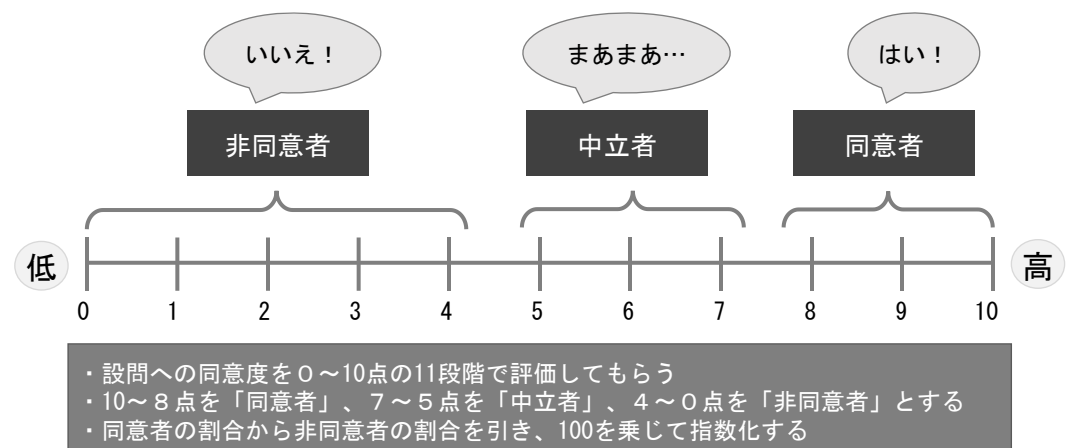 いいえ！
まあまあ…
はい！
非同意者
中立者
同意者
低
高
0 1 2 3 4 5 6 7 8 9 10
・設問への同意度を０～10点の11段階で評価してもらう
・10～８点を「同意者」、７～５点を「中立者」、４～０点を「非同意者」とする
・同意者の割合から非同意者の割合を引き、100を乗じて指数化する